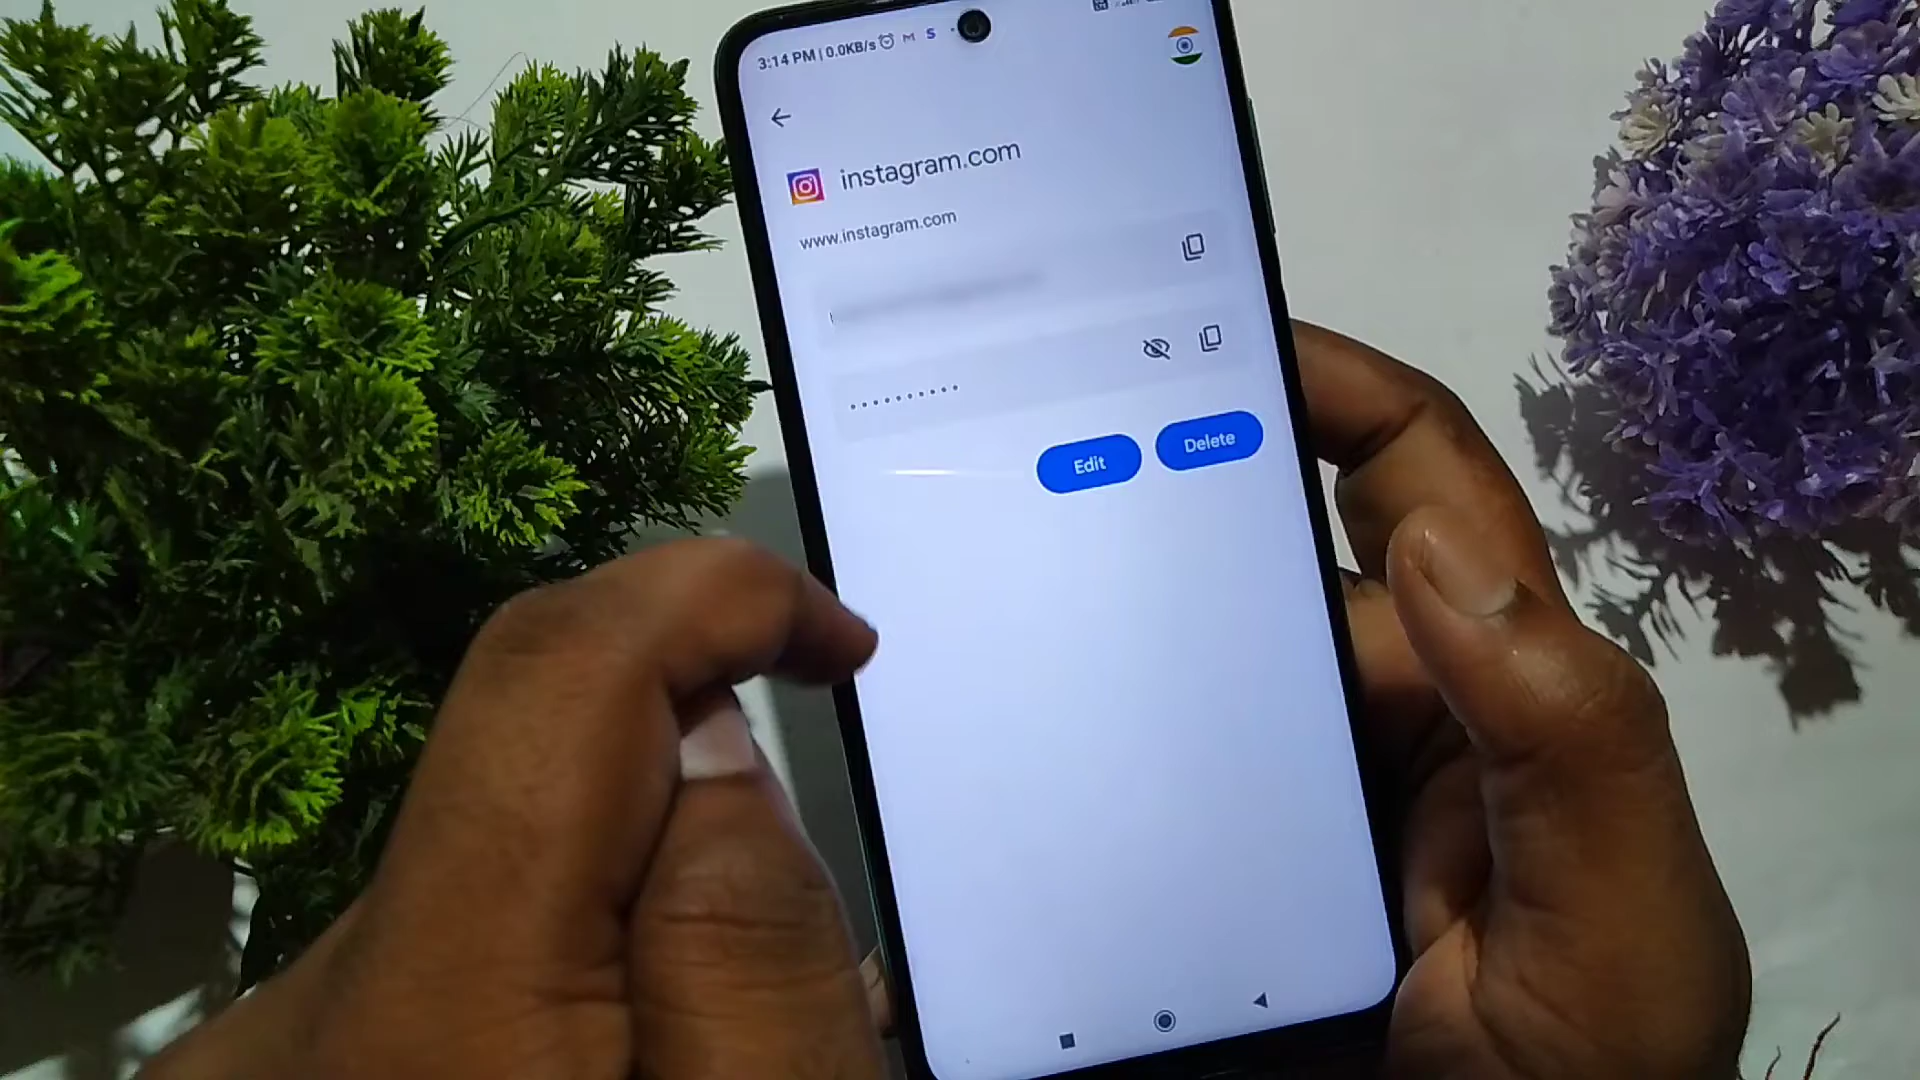 3:14 PM | 0.0KB/s M S
instagram.com
www.instagram.com
••••••••••
Edit
Delete